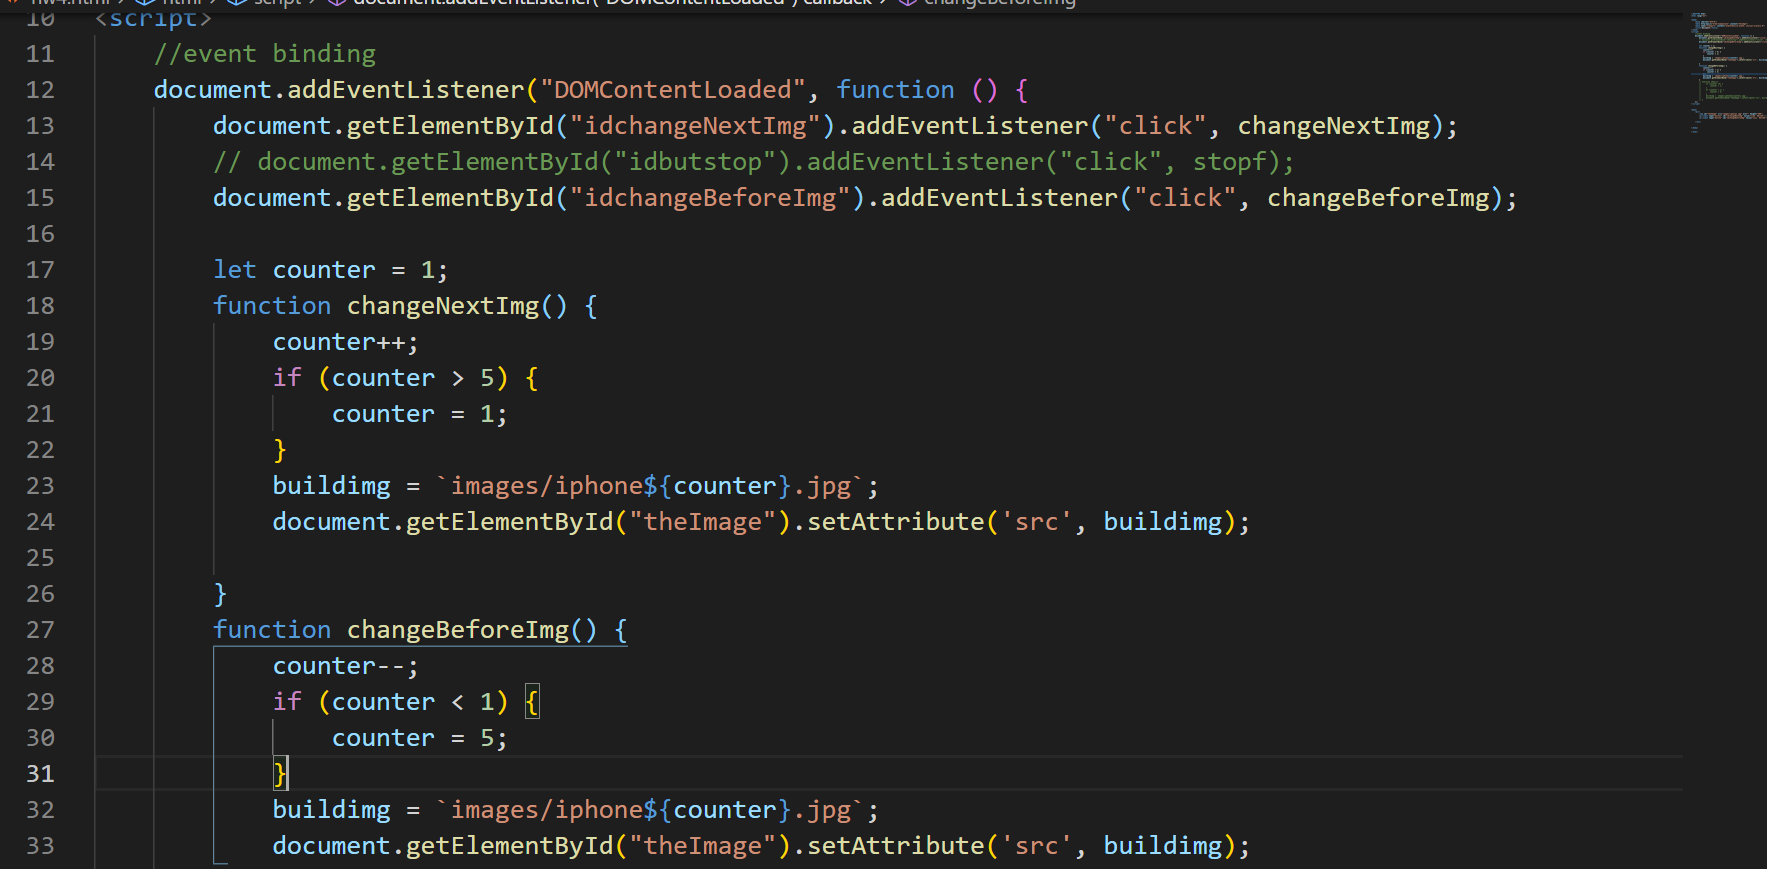 hw4.html > html > script > document.addEventListener("DOMContentLoaded") callback > changeBeforeImg
10 <script>
11 //event binding
12 document.addEventListener("DOMContentLoaded", function () {
13 document.getElementById("idchangeNextImg").addEventListener("click", changeNextImg);
14 // document.getElementById("idbutstop").addEventListener("click", stopf);
15 document.getElementById("idchangeBeforeImg").addEventListener("click", changeBeforeImg);
16
17 let counter = 1;
18 function changeNextImg() {
19 counter++;
20 if (counter > 5) {
21 counter = 1;
22 }
23 buildimg = `images/iphone${counter}.jpg`;
24 document.getElementById("theImage").setAttribute('src', buildimg);
25
26 }
27 function changeBeforeImg() {
28 counter--;
29 if (counter < 1) {
30 counter = 5;
31 }
32 buildimg = `images/iphone${counter}.jpg`;
33 document.getElementById("theImage").setAttribute('src', buildimg);